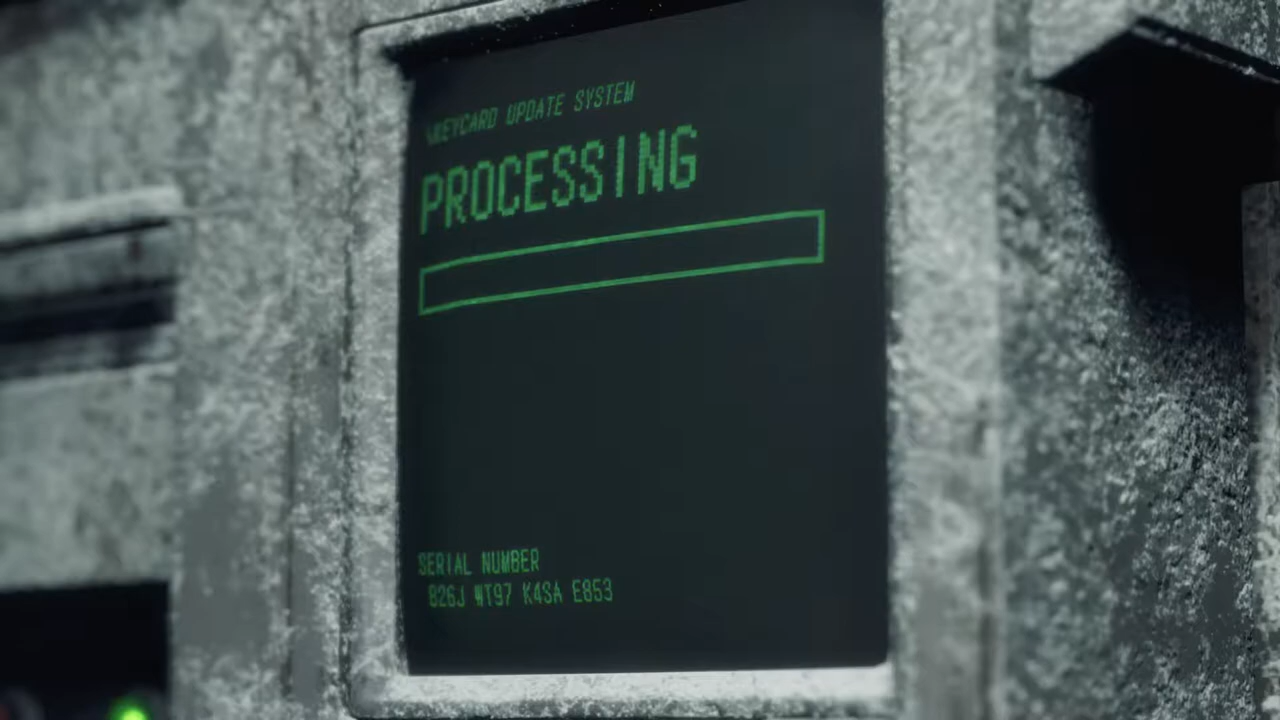 KEYCARD UPDATE SYSTEM
PROCESSING
SERIAL NUMBER
826J WT97 K4SA E853